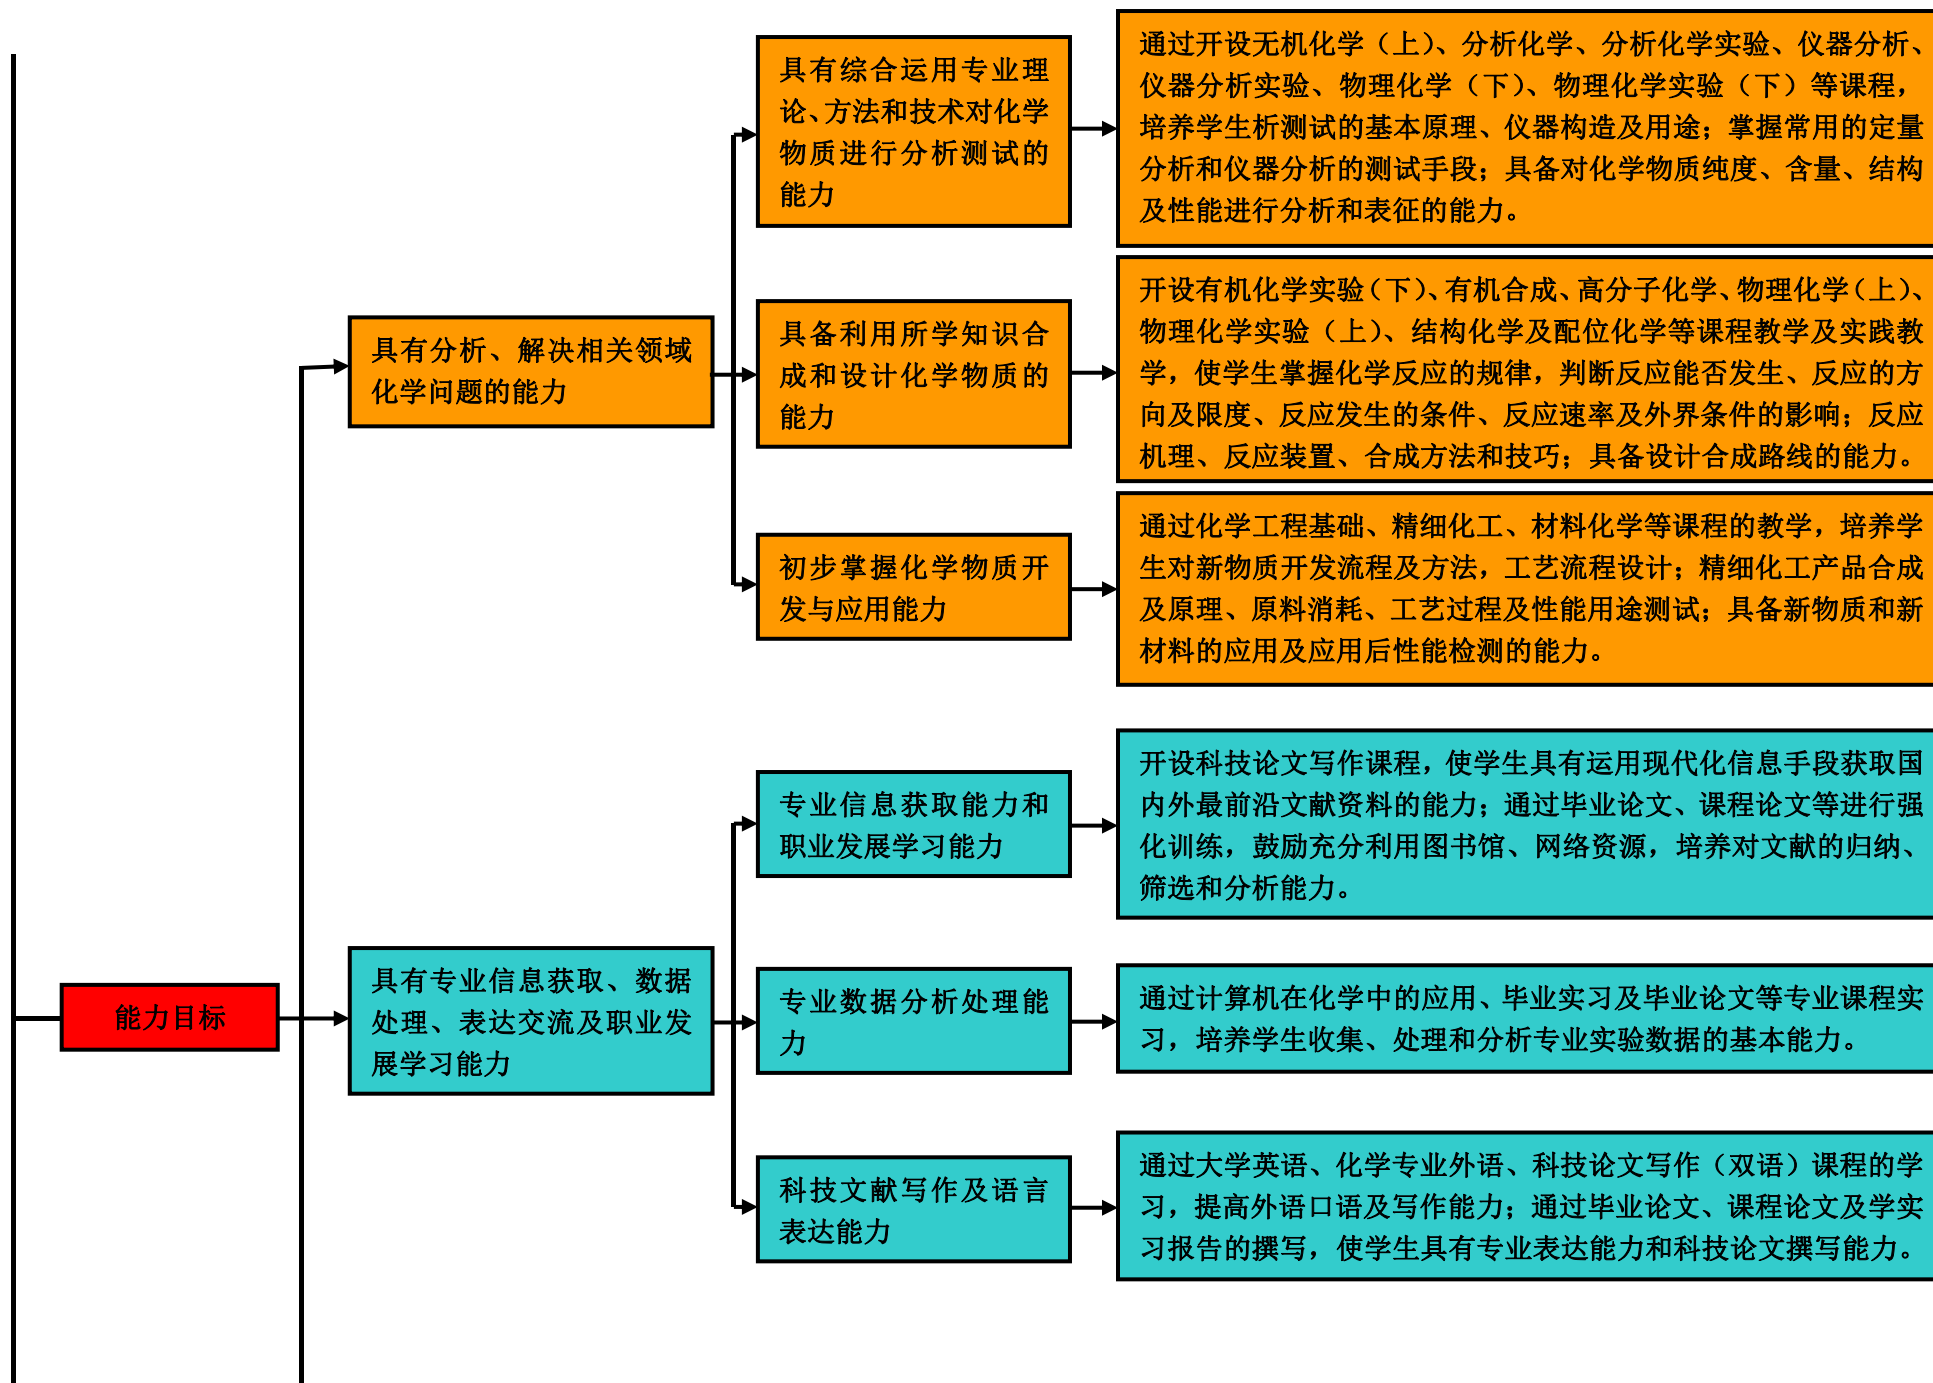 具有综合运用专业理
论、方法和技术对化学
物质进行分析测试的
能力
通过开设无机化学（上）、分析化学、分析化学实验、仪器分析、
仪器分析实验、物理化学（下）、物理化学实验（下）等课程，
培养学生析测试的基本原理、仪器构造及用途；掌握常用的定量
分析和仪器分析的测试手段；具备对化学物质纯度、含量、结构
及性能进行分析和表征的能力。
具有分析、解决相关领域
化学问题的能力
具备利用所学知识合
成和设计化学物质的
能力
开设有机化学实验（下）、有机合成、高分子化学、物理化学（上）、
物理化学实验（上）、结构化学及配位化学等课程教学及实践教
学，使学生掌握化学反应的规律，判断反应能否发生、反应的方
向及限度、反应发生的条件、反应速率及外界条件的影响；反应
机理、反应装置、合成方法和技巧；具备设计合成路线的能力。
初步掌握化学物质开
发与应用能力
通过化学工程基础、精细化工、材料化学等课程的教学，培养学
生对新物质开发流程及方法，工艺流程设计；精细化工产品合成
及原理、原料消耗、工艺过程及性能用途测试；具备新物质和新
材料的应用及应用后性能检测的能力。
专业信息获取能力和
职业发展学习能力
开设科技论文写作课程，使学生具有运用现代化信息手段获取国
内外最前沿文献资料的能力；通过毕业论文、课程论文等进行强
化训练，鼓励充分利用图书馆、网络资源，培养对文献的归纳、
筛选和分析能力。
能力目标
具有专业信息获取、数据
处理、表达交流及职业发
展学习能力
专业数据分析处理能
力
通过计算机在化学中的应用、毕业实习及毕业论文等专业课程实
习，培养学生收集、处理和分析专业实验数据的基本能力。
科技文献写作及语言
表达能力
通过大学英语、化学专业外语、科技论文写作（双语）课程的学
习，提高外语口语及写作能力；通过毕业论文、课程论文及学实
习报告的撰写，使学生具有专业表达能力和科技论文撰写能力。